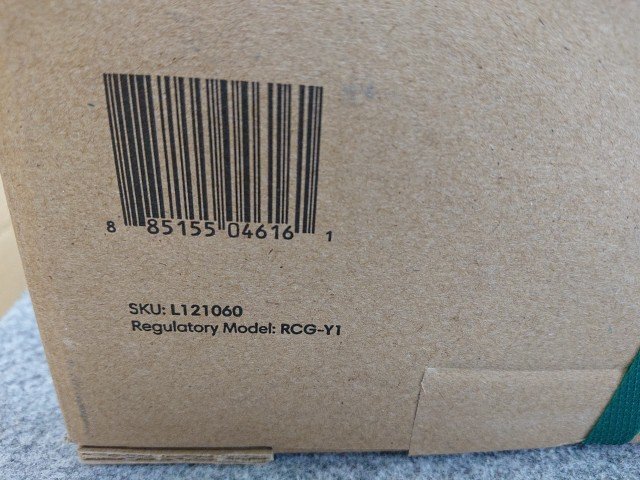 8 85155 04616 1
SKU: L121060
Regulatory Model: RCG-Y1